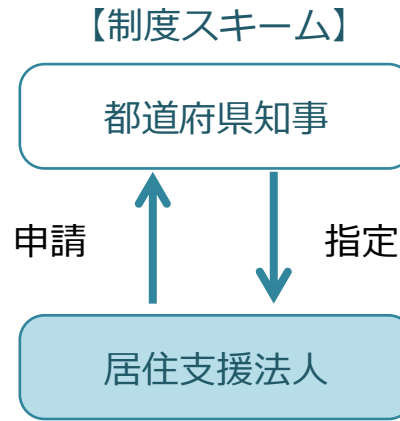 【制度スキーム】
都道府県知事
申請
指定
居住支援法人